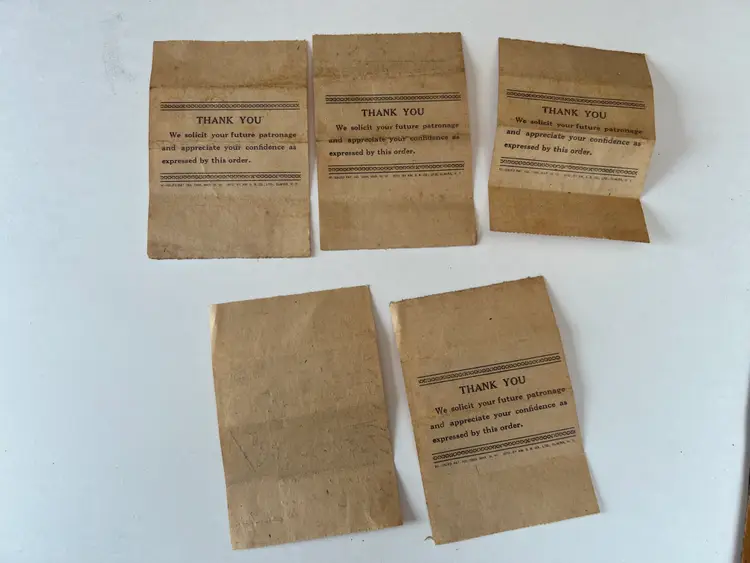 THANK YOU
We solicit your future patronage
and appreciate your confidence as
expressed by this order.
THANK YOU
We solicit your future patronage
and appreciate your confidence as
expressed by this order.
THANK YOU
We solicit your future patronage
and appreciate your confidence as
expressed by this order.
THANK YOU
We solicit your future patronage
and appreciate your confidence as
expressed by this order.